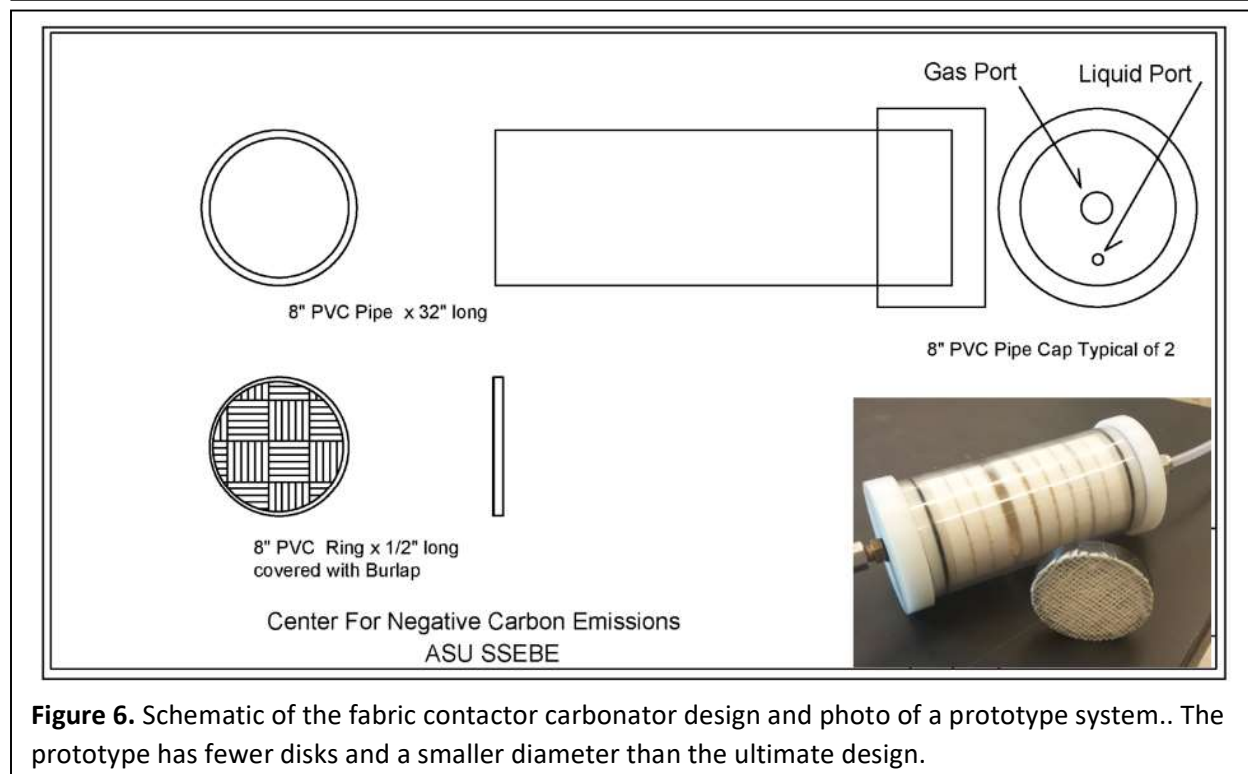 Gas Port
Liquid Port
8" PVC Pipe  x 32" long
8" PVC Pipe Cap Typical of 2
8" PVC  Ring x 1/2" long
covered with Burlap
Center For Negative Carbon Emissions
ASU SSEBE
Figure 6. Schematic of the fabric contactor carbonator design and photo of a prototype system.. The
prototype has fewer disks and a smaller diameter than the ultimate design.